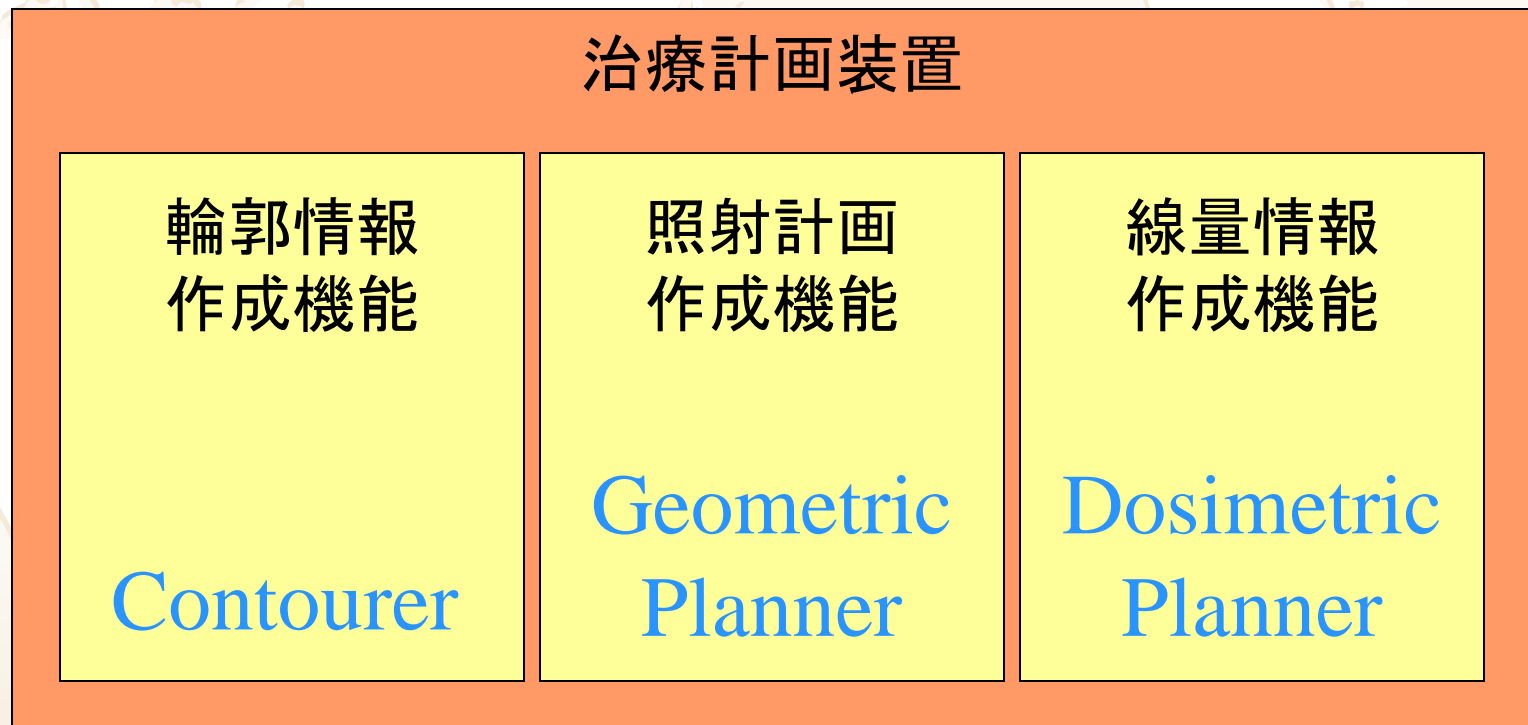 治療計画装置
輪郭情報
作成機能
Contourer
照射計画
作成機能
Geometric
Planner
線量情報
作成機能
Dosimetric
Planner